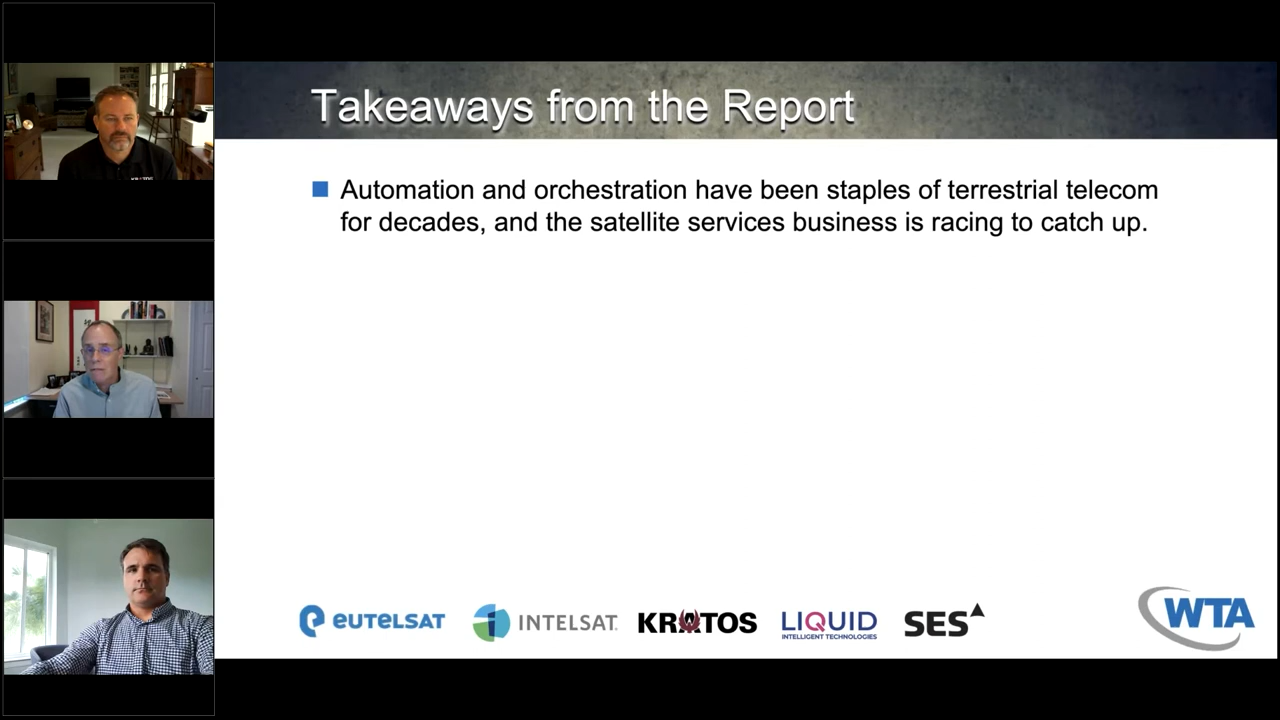 Takeaways from the Report
Automation and orchestration have been staples of terrestrial telecom
for decades, and the satellite services business is racing to catch up.
eutelsat
INTELSAT.
KRATOS
LIQUID
INTELLIGENT TECHNOLOGIES
SES
WTA